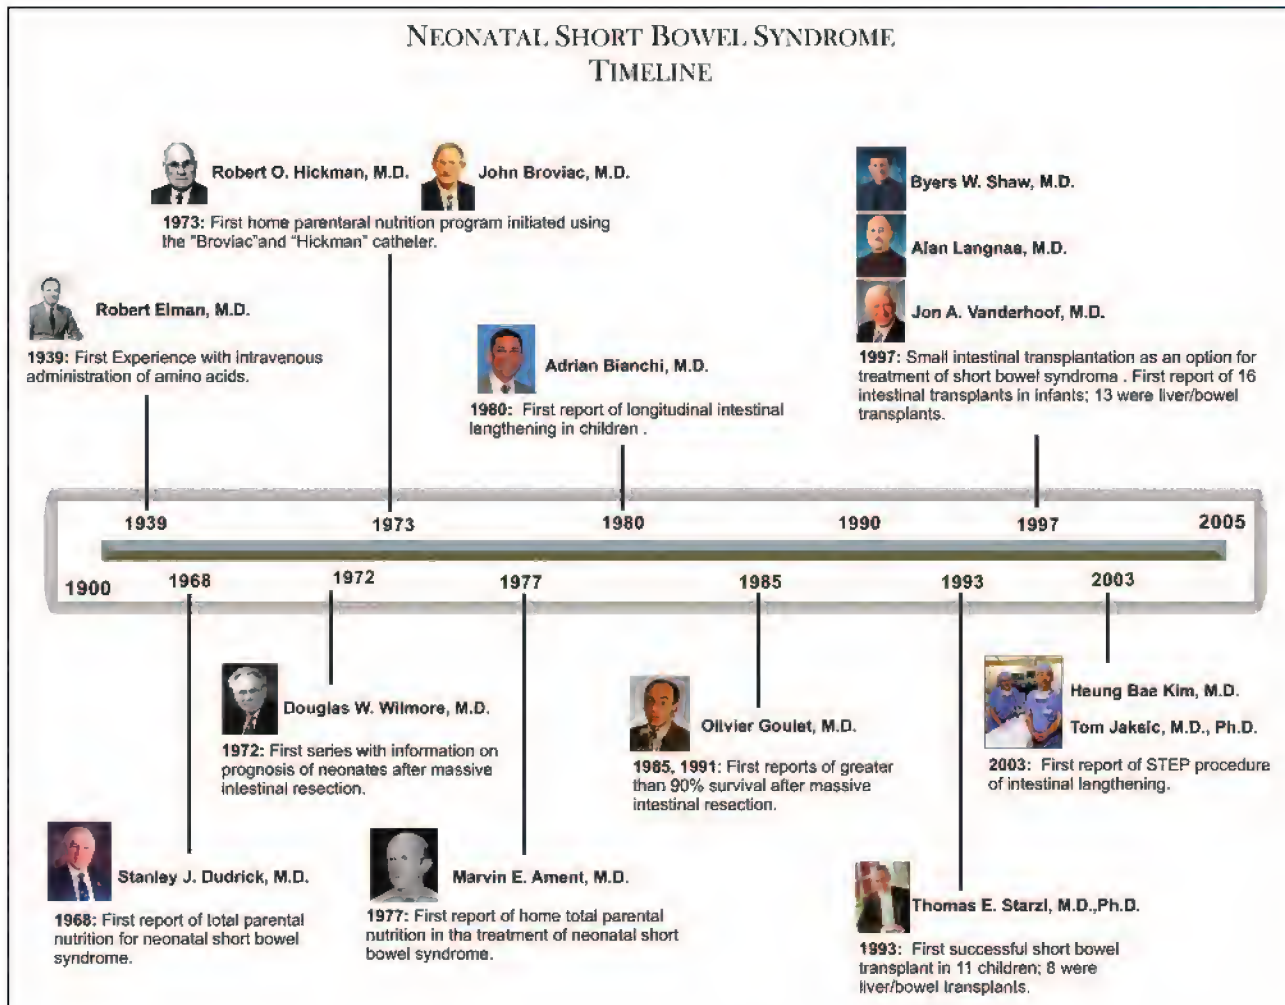 NEONATAL SHORT BOWEL SYNDROME
TIMELINE
Robert O. Hickman, M.D.
John Broviac, M.D.
1973: First home parentaral nutrition program initiated using
the "Broviac"and "Hickman" catheler.
Byers W. Shaw, M.D.
Alan Langnas, M.D.
Jon A. Vanderhoof, M.D.
1997: Small intestinal transplantation as an option for
treatment of short bowel syndroma . First report of 16
intestinal transplants in infants; 13 were liver/bowel
transplants.
Robert Elman, M.D.
1939: First Experience with intravenous
administration of amino acids.
Adrian Bianchi, M.D.
1980: First report of longitudinal intestinal
lengthening in children .
1939
1973
1980
1990
1997
2005
1900
1968
1972
1977
1985
1993
2003
Douglas W. Wilmore, M.D.
1972: First series with information on
prognosis of neonates after massive
intestinal resection.
Olivier Goulet, M.D.
1985, 1991: First reports of greater
than 90% survival after massive
intestinal resection.
Heung Bae Kim, M.D.
Tom Jaksic, M.D., Ph.D.
2003: First report of STEP procedure
of intestinal lengthening.
Stanley J. Dudrick, M.D.
1968: First report of total parental
nutrition for neonatal short bowel
syndrome.
Marvin E. Ament, M.D.
1977: First report of home total parental
nutrition in tha treatment of neonatal short
bowel syndrome.
Thomas E. Starzl, M.D.,Ph.D.
1993: First successful short bowel
transplant in 11 children; 8 were
liver/bowel transplants.